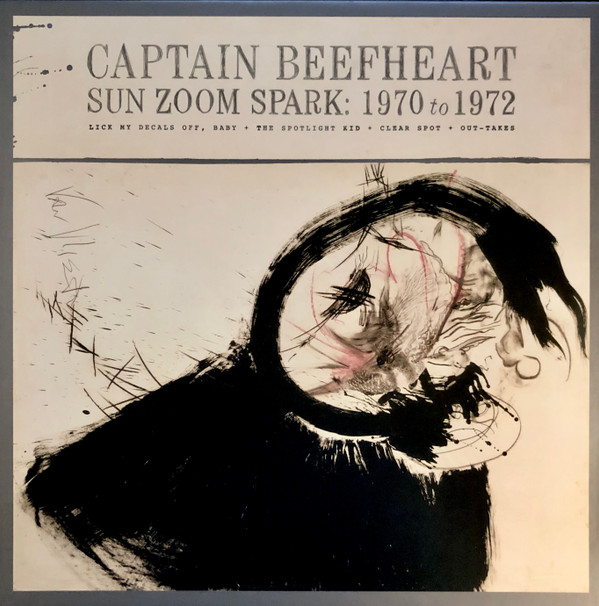 CAPTAIN BEEFHEART
SUN ZOOM SPARK: 1970 to 1972
LICK MY DECALS OFF, BABY + THE SPOTLIGHT KID + CLEAR SPOT + OUT-TAKES